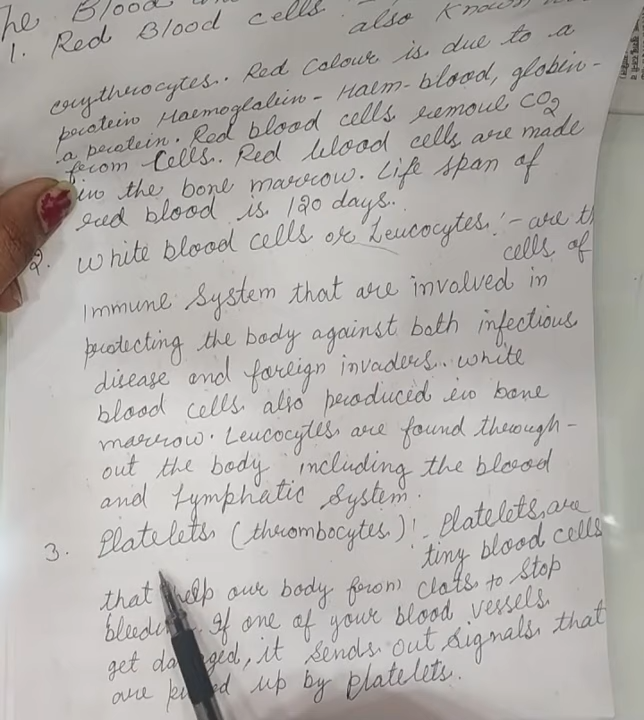 The Blood
1. Red Blood cells also known
erythrocytes. Red Colour is due to a
protein Haemoglobin - Haem-blood, globin-
a protein. Red blood cells remove CO2
from Cells. Red blood cells are made
in the bone marrow. Life span of
red blood is 120 days.
2. White blood cells or Leucocytes:- are
cells of
Immune System that are involved in
protecting the body against both infectious
disease and foreign invaders. white
blood cells also produced in bone
marrow. Leucocytes are found through-
out the body including the blood
and Lymphatic System.
3. Platelets (thrombocytes):- Platelets are
tiny blood cells
that help our body form clots to stop
If one of your blood vessels
get damaged, it sends out signals that
are up by platelets.